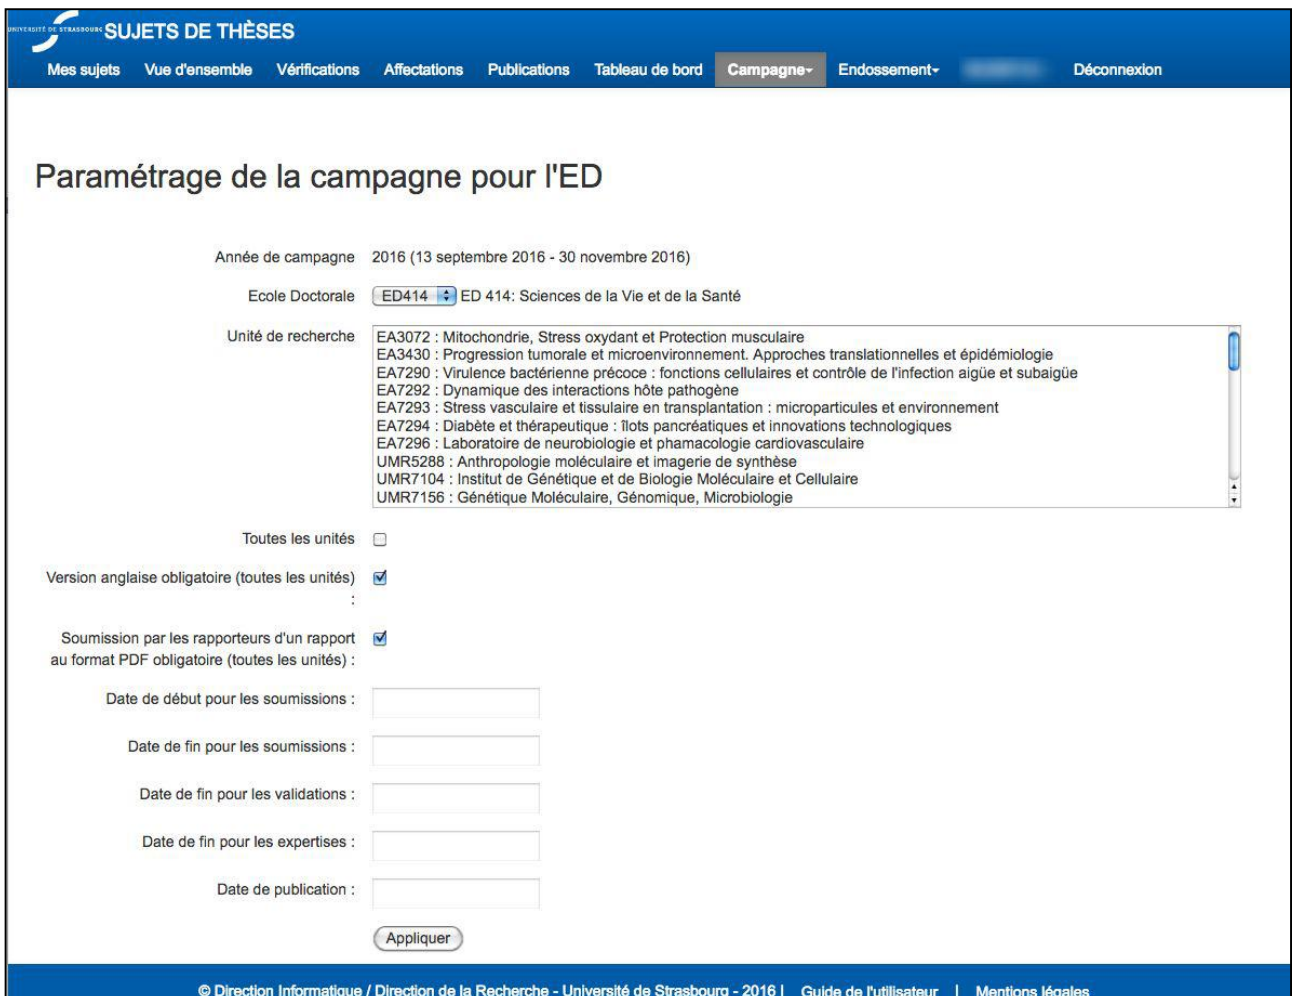 UNIVERSITÉ DE STRASBOURG SUJETS DE THÈSES
Mes sujets Vue d'ensemble Vérifications Affectations Publications Tableau de bord Campagne Endossement Déconnexion
Paramétrage de la campagne pour l'ED
Année de campagne 2016 (13 septembre 2016 - 30 novembre 2016)
Ecole Doctorale ED414 ED 414: Sciences de la Vie et de la Santé
Unité de recherche
EA3072 : Mitochondrie, Stress oxydant et Protection musculaire
EA3430 : Progression tumorale et microenvironnement. Approches translationnelles et épidémiologie
EA7290 : Virulence bactérienne précoce : fonctions cellulaires et contrôle de l'infection aigüe et subaigüe
EA7292 : Dynamique des interactions hôte pathogène
EA7293 : Stress vasculaire et tissulaire en transplantation : microparticules et environnement
EA7294 : Diabète et thérapeutique : îlots pancréatiques et innovations technologiques
EA7296 : Laboratoire de neurobiologie et phamacologie cardiovasculaire
UMR5288 : Anthropologie moléculaire et imagerie de synthèse
UMR7104 : Institut de Génétique et de Biologie Moléculaire et Cellulaire
UMR7156 : Génétique Moléculaire, Génomique, Microbiologie
Toutes les unités
Version anglaise obligatoire (toutes les unités)
:
Soumission par les rapporteurs d'un rapport
au format PDF obligatoire (toutes les unités) :
Date de début pour les soumissions :
Date de fin pour les soumissions :
Date de fin pour les validations :
Date de fin pour les expertises :
Date de publication :
Appliquer
© Direction Informatique / Direction de la Recherche - Université de Strasbourg - 2016 | Guide de l'utilisateur | Mentions légales